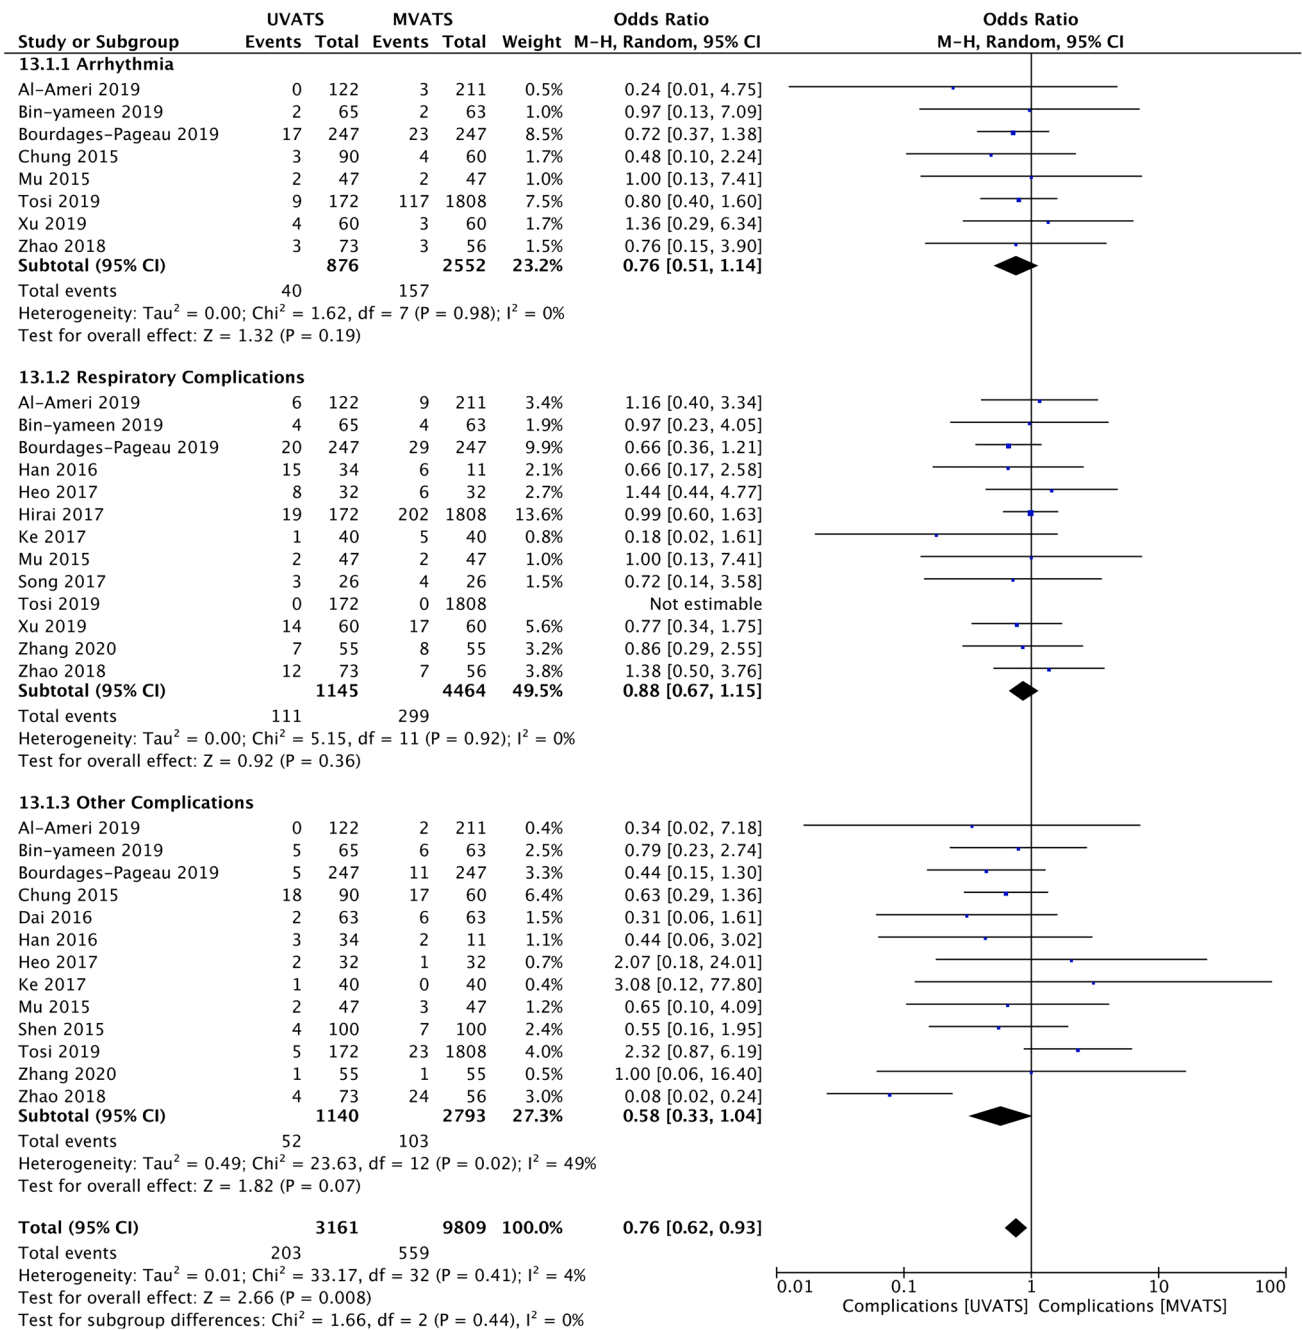 UVATS MVATS Odds Ratio Odds Ratio
Study or Subgroup Events Total Events Total Weight M-H, Random, 95% CI M-H, Random, 95% CI
13.1.1 Arrhythmia
Al-Ameri 2019 0 122 3 211 0.5% 0.24 [0.01, 4.75]
Bin-yameen 2019 2 65 2 63 1.0% 0.97 [0.13, 7.09]
Bourdages-Pageau 2019 17 247 23 247 8.5% 0.72 [0.37, 1.38]
Chung 2015 3 90 4 60 1.7% 0.48 [0.10, 2.24]
Mu 2015 2 47 2 47 1.0% 1.00 [0.13, 7.41]
Tosi 2019 9 172 117 1808 7.5% 0.80 [0.40, 1.60]
Xu 2019 4 60 3 60 1.7% 1.36 [0.29, 6.34]
Zhao 2018 3 73 3 56 1.5% 0.76 [0.15, 3.90]
Subtotal (95% CI) 876 2552 23.2% 0.76 [0.51, 1.14]
Total events 40 157
Heterogeneity: Tau² = 0.00; Chi² = 1.62, df = 7 (P = 0.98); I² = 0%
Test for overall effect: Z = 1.32 (P = 0.19)
13.1.2 Respiratory Complications
Al-Ameri 2019 6 122 9 211 3.4% 1.16 [0.40, 3.34]
Bin-yameen 2019 4 65 4 63 1.9% 0.97 [0.23, 4.05]
Bourdages-Pageau 2019 20 247 29 247 9.9% 0.66 [0.36, 1.21]
Han 2016 15 34 6 11 2.1% 0.66 [0.17, 2.58]
Heo 2017 8 32 6 32 2.7% 1.44 [0.44, 4.77]
Hirai 2017 19 172 202 1808 13.6% 0.99 [0.60, 1.63]
Ke 2017 1 40 5 40 0.8% 0.18 [0.02, 1.61]
Mu 2015 2 47 2 47 1.0% 1.00 [0.13, 7.41]
Song 2017 3 26 4 26 1.5% 0.72 [0.14, 3.58]
Tosi 2019 0 172 0 1808 Not estimable
Xu 2019 14 60 17 60 5.6% 0.77 [0.34, 1.75]
Zhang 2020 7 55 8 55 3.2% 0.86 [0.29, 2.55]
Zhao 2018 12 73 7 56 3.8% 1.38 [0.50, 3.76]
Subtotal (95% CI) 1145 4464 49.5% 0.88 [0.67, 1.15]
Total events 111 299
Heterogeneity: Tau² = 0.00; Chi² = 5.15, df = 11 (P = 0.92); I² = 0%
Test for overall effect: Z = 0.92 (P = 0.36)
13.1.3 Other Complications
Al-Ameri 2019 0 122 2 211 0.4% 0.34 [0.02, 7.18]
Bin-yameen 2019 5 65 6 63 2.5% 0.79 [0.23, 2.74]
Bourdages-Pageau 2019 5 247 11 247 3.3% 0.44 [0.15, 1.30]
Chung 2015 18 90 17 60 6.4% 0.63 [0.29, 1.36]
Dai 2016 2 63 6 63 1.5% 0.31 [0.06, 1.61]
Han 2016 3 34 2 11 1.1% 0.44 [0.06, 3.02]
Heo 2017 2 32 1 32 0.7% 2.07 [0.18, 24.01]
Ke 2017 1 40 0 40 0.4% 3.08 [0.12, 77.80]
Mu 2015 2 47 3 47 1.2% 0.65 [0.10, 4.09]
Shen 2015 4 100 7 100 2.4% 0.55 [0.16, 1.95]
Tosi 2019 5 172 23 1808 4.0% 2.32 [0.87, 6.19]
Zhang 2020 1 55 1 55 0.5% 1.00 [0.06, 16.40]
Zhao 2018 4 73 24 56 3.0% 0.08 [0.02, 0.24]
Subtotal (95% CI) 1140 2793 27.3% 0.58 [0.33, 1.04]
Total events 52 103
Heterogeneity: Tau² = 0.49; Chi² = 23.63, df = 12 (P = 0.02); I² = 49%
Test for overall effect: Z = 1.82 (P = 0.07)
Total (95% CI) 3161 9809 100.0% 0.76 [0.62, 0.93]
Total events 203 559
Heterogeneity: Tau² = 0.01; Chi² = 33.17, df = 32 (P = 0.41); I² = 4%
Test for overall effect: Z = 2.66 (P = 0.008)
Test for subgroup differences: Chi² = 1.66, df = 2 (P = 0.44), I² = 0%
0.01 0.1 1 10 100
Complications [UVATS] Complications [MVATS]